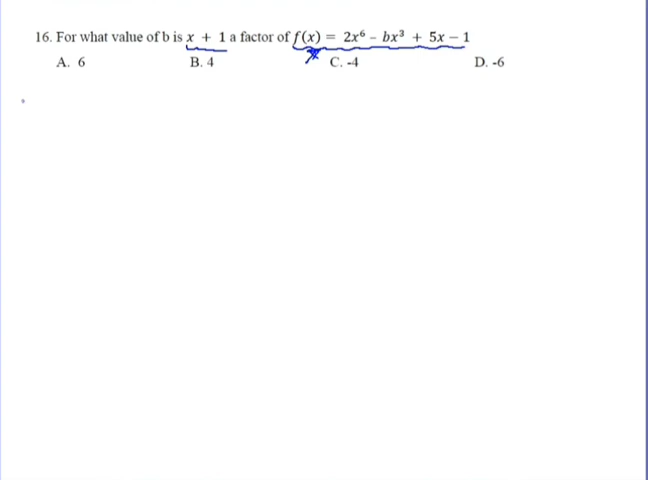 16. For what value of b is x + 1 a factor of f(x) = 2x⁶ – bx³ + 5x – 1
A. 6 B. 4 C. -4 D. -6